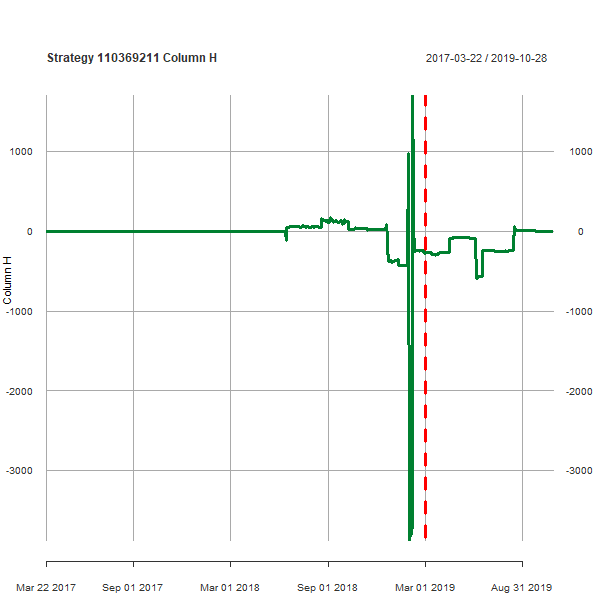 Strategy 110369211 Column H
2017-03-22 / 2019-10-28
1000 1000
0 0
Column H
-1000 -1000
-2000 -2000
-3000 -3000
Mar 22 2017 Sep 01 2017 Mar 01 2018 Sep 01 2018 Mar 01 2019 Aug 31 2019